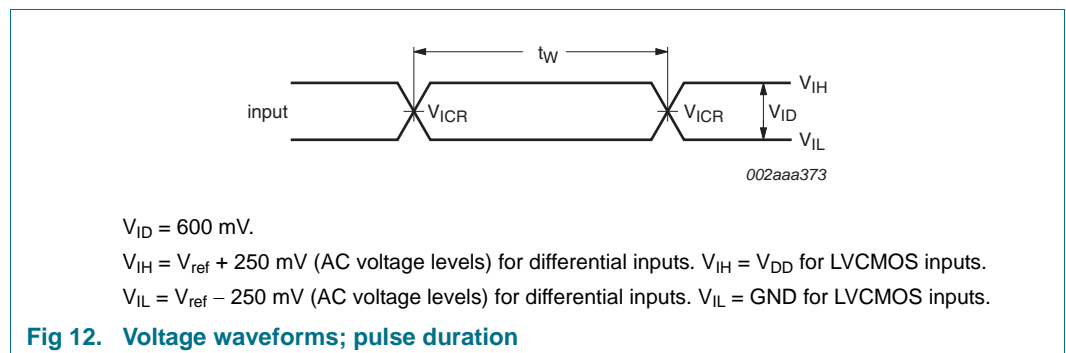 tW
VIH
input
VICR
VICR
VID
VIL
002aaa373
VID = 600 mV.
VIH = Vref + 250 mV (AC voltage levels) for differential inputs. VIH = VDD for LVCMOS inputs.
VIL = Vref − 250 mV (AC voltage levels) for differential inputs. VIL = GND for LVCMOS inputs.
Fig 12. Voltage waveforms; pulse duration